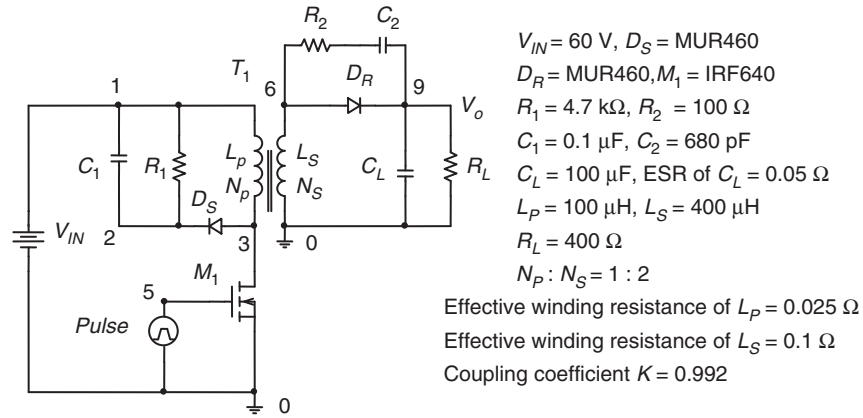 R2
C2
T1
DR
1
6
9
Vo
C1
R1
Lp
Np
LS
NS
CL
RL
DS
VIN
2
3
0
M1
5
Pulse
0
VIN = 60 V, DS = MUR460
DR = MUR460,M1 = IRF640
R1 = 4.7 kΩ, R2 = 100 Ω
C1 = 0.1 μF, C2 = 680 pF
CL = 100 μF, ESR of CL = 0.05 Ω
LP = 100 μH, LS = 400 μH
RL = 400 Ω
NP : NS = 1 : 2
Effective winding resistance of LP = 0.025 Ω
Effective winding resistance of LS = 0.1 Ω
Coupling coefficient K = 0.992